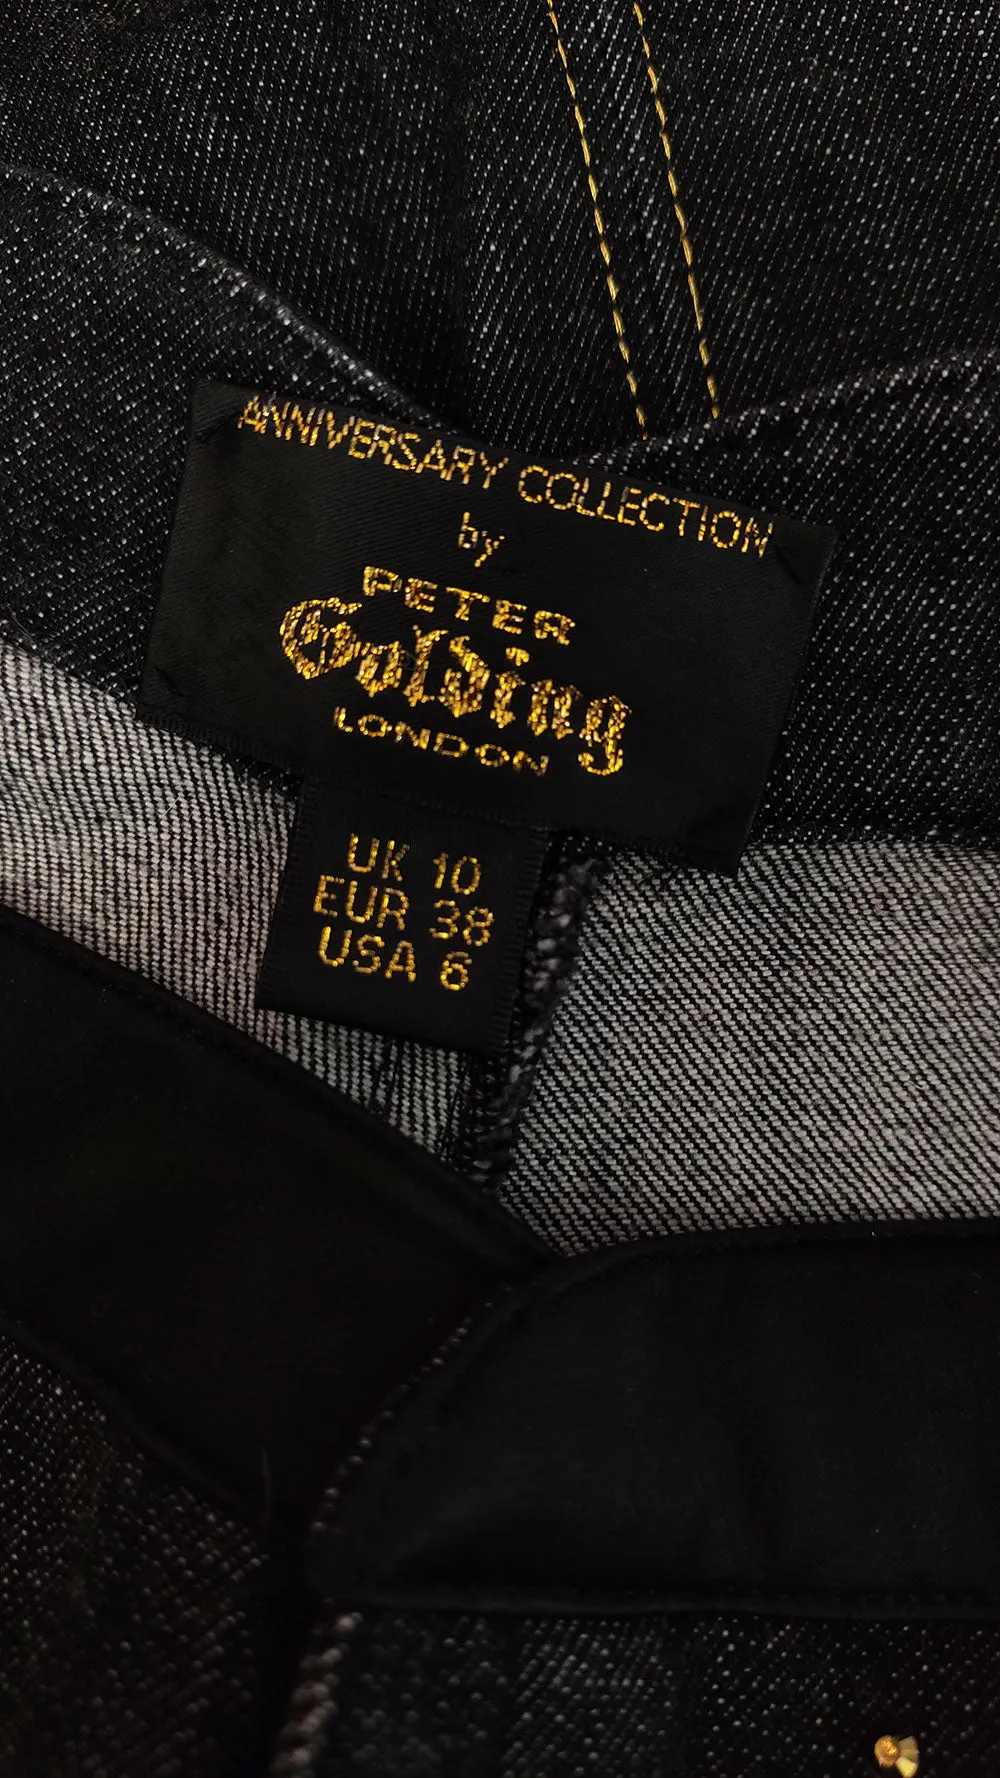 ANNIVERSARY COLLECTION
by
PETER
Golding
LONDON
UK 10
EUR 38
USA 6